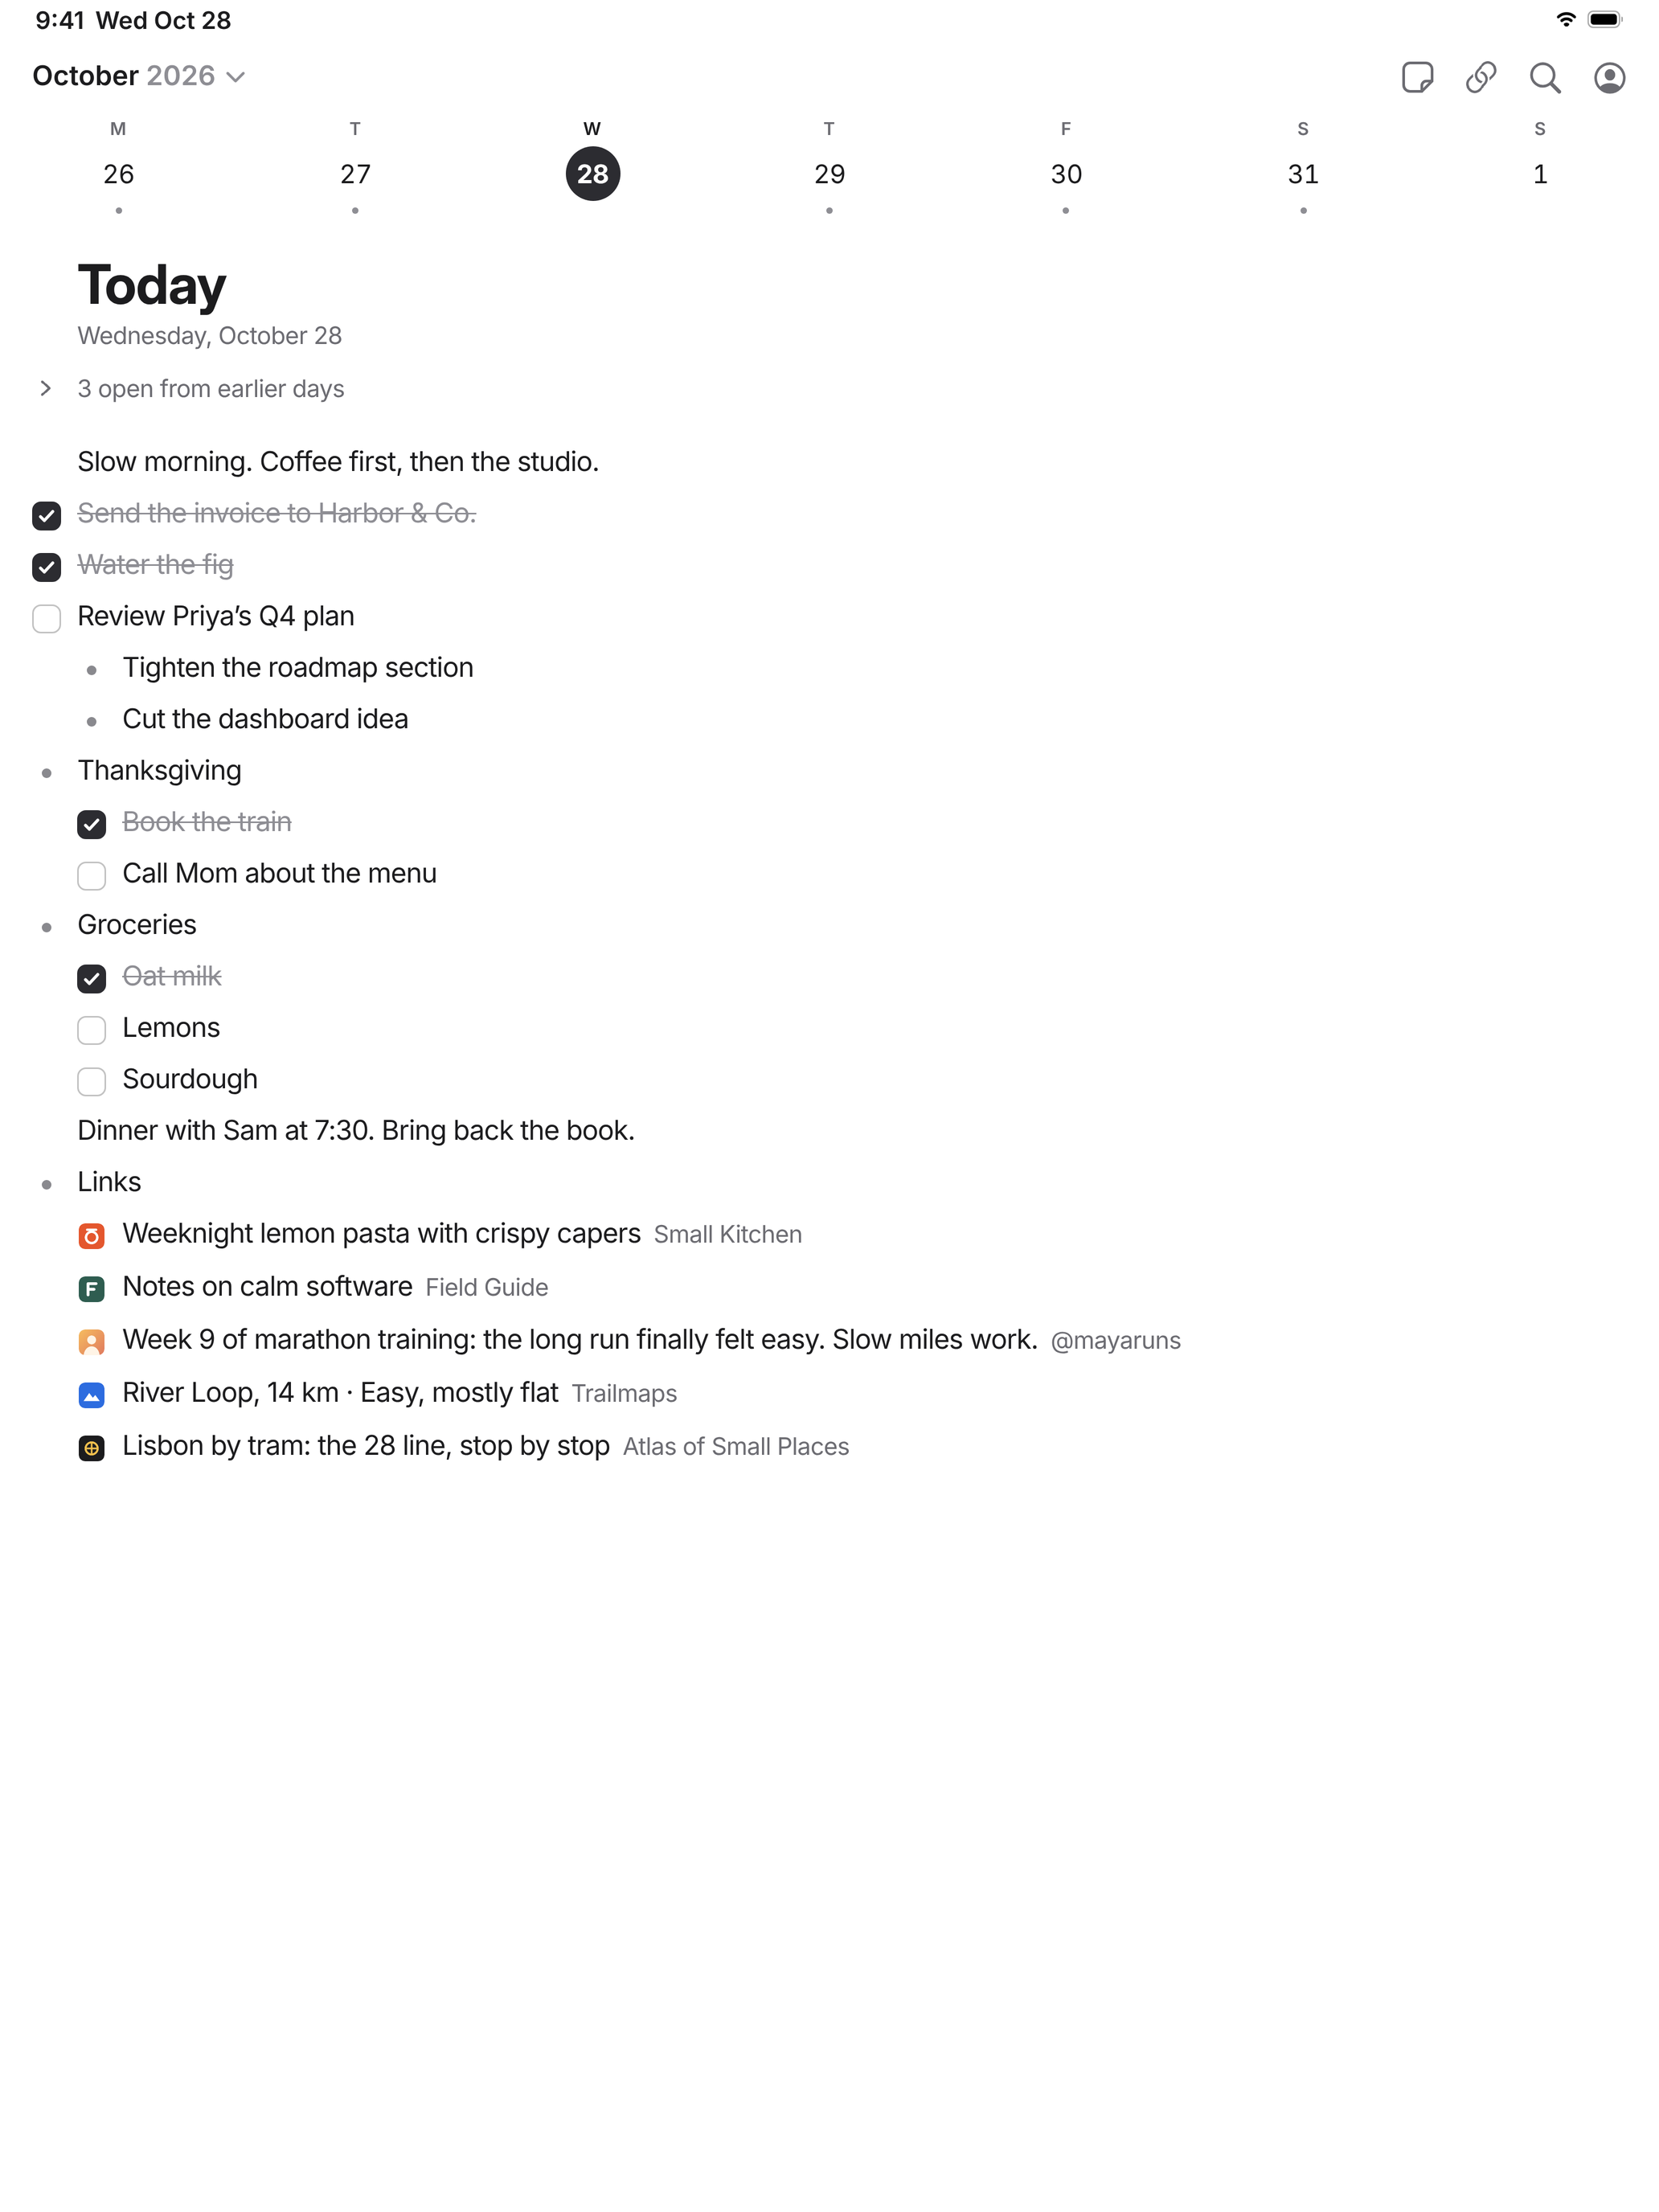 9:41 Wed Oct 28
October 2026
M T W T F S S
26 27 28 29 30 31 1
Today
Wednesday, October 28
3 open from earlier days
Slow morning. Coffee first, then the studio.
Send the invoice to Harbor & Co.
Water the fig
Review Priya’s Q4 plan
Tighten the roadmap section
Cut the dashboard idea
Thanksgiving
Book the train
Call Mom about the menu
Groceries
Oat milk
Lemons
Sourdough
Dinner with Sam at 7:30. Bring back the book.
Links
Weeknight lemon pasta with crispy capers Small Kitchen
F Notes on calm software Field Guide
Week 9 of marathon training: the long run finally felt easy. Slow miles work. @mayaruns
River Loop, 14 km · Easy, mostly flat Trailmaps
Lisbon by tram: the 28 line, stop by stop Atlas of Small Places